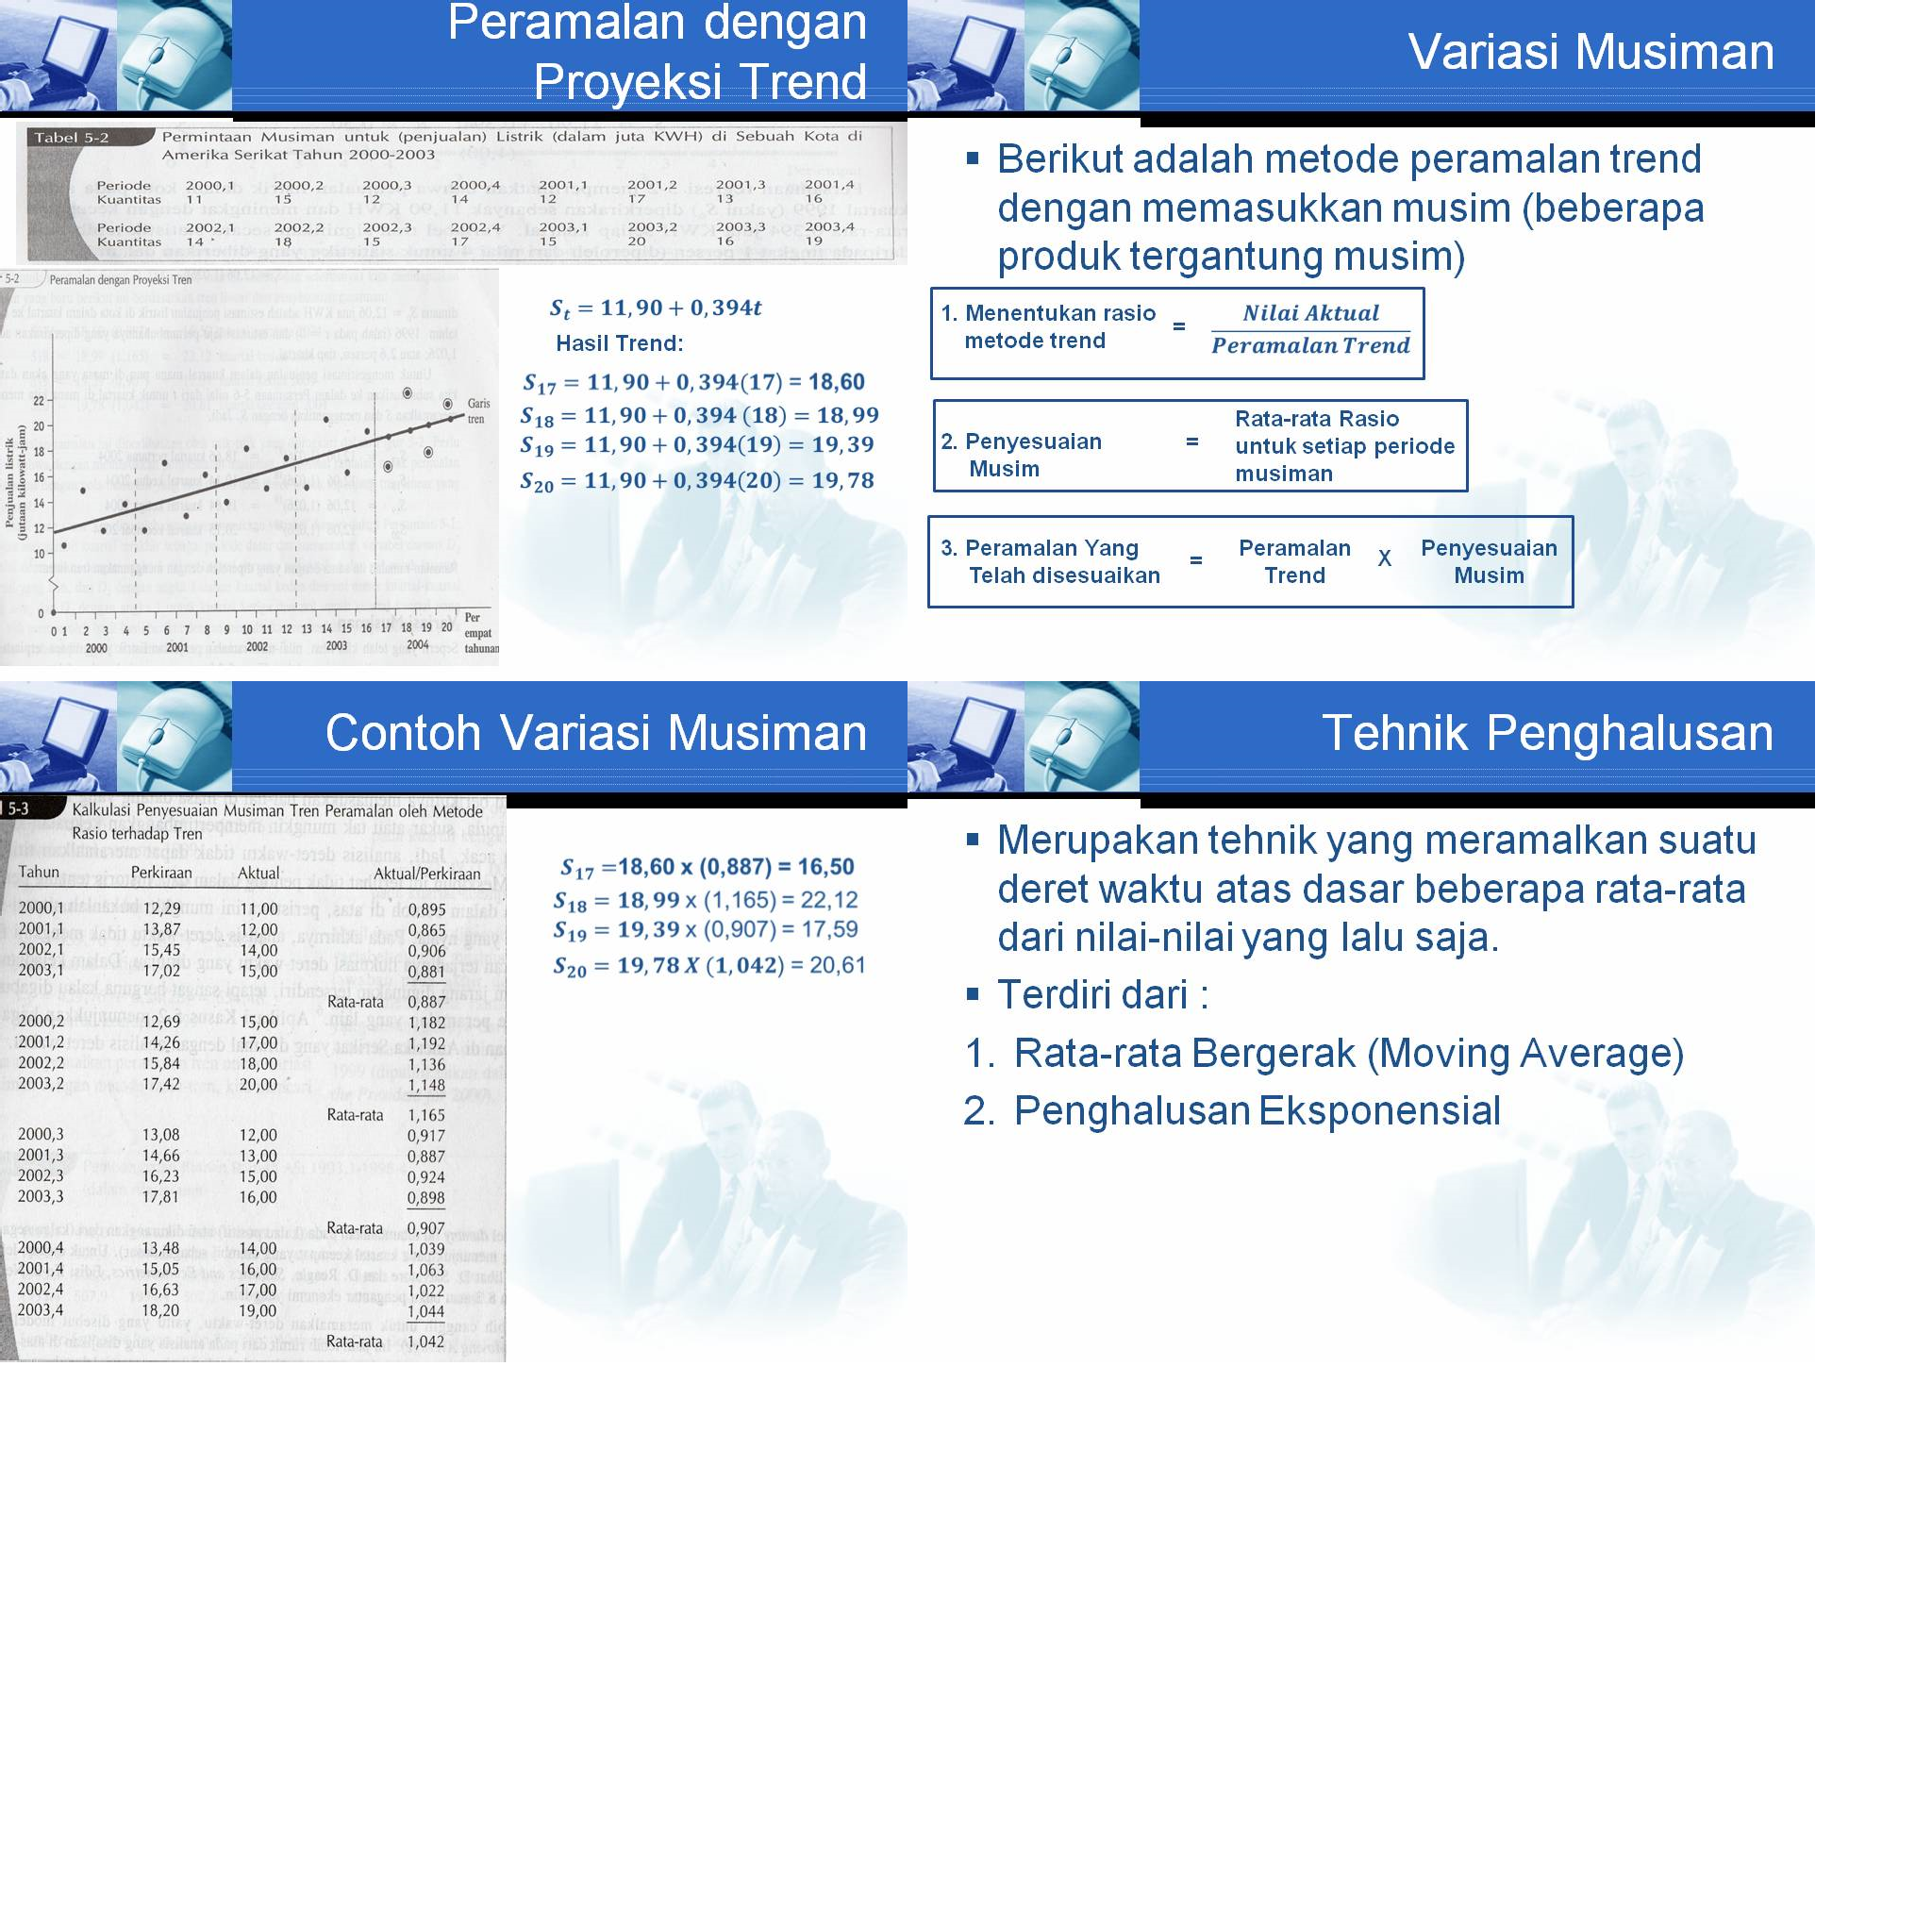 Peramalan dengan
Proyeksi Trend
Tabel 5-2 Permintaan Musiman untuk (penjualan) Listrik (dalam juta KWH) di Sebuah Kota di
Amerika Serikat Tahun 2000-2003
Periode 2000,1 2000,2 2000,3 2000,4 2001,1 2001,2 2001,3 2001,4
Kuantitas 11 15 12 14 12 17 13 16
Periode 2002,1 2002,2 2002,3 2002,4 2003,1 2003,2 2003,3 2003,4
Kuantitas 14 18 15 17 15 20 16 19
5-2 Peramalan dengan Proyeksi Tren
Penjualan listrik
(jutaan kilowatt-jam)
22
20
18
16
14
12
10
0
Garis
tren
0 1 2 3 4 5 6 7 8 9 10 11 12 13 14 15 16 17 18 19 20
2000 2001 2002 2003 2004
Per
empat
tahunan
St = 11,90 + 0,394t
Hasil Trend:
S17 = 11,90 + 0,394(17) = 18,60
S18 = 11,90 + 0,394 (18) = 18,99
S19 = 11,90 + 0,394(19) = 19,39
S20 = 11,90 + 0,394(20) = 19,78
Variasi Musiman
▪ Berikut adalah metode peramalan trend
dengan memasukkan musim (beberapa
produk tergantung musim)
1. Menentukan rasio
metode trend
=
Nilai Aktual
Peramalan Trend
2. Penyesuaian
Musim
=
Rata-rata Rasio
untuk setiap periode
musiman
3. Peramalan Yang
Telah disesuaikan
=
Peramalan
Trend
X
Penyesuaian
Musim
Contoh Variasi Musiman
5-3 Kalkulasi Penyesuaian Musiman Tren Peramalan oleh Metode
Rasio terhadap Tren
Tahun Perkiraan Aktual Aktual/Perkiraan
2000,1 12,29 11,00 0,895
2001,1 13,87 12,00 0,865
2002,1 15,45 14,00 0,906
2003,1 17,02 15,00 0,881
Rata-rata 0,887
2000,2 12,69 15,00 1,182
2001,2 14,26 17,00 1,192
2002,2 15,84 18,00 1,136
2003,2 17,42 20,00 1,148
Rata-rata 1,165
2000,3 13,08 12,00 0,917
2001,3 14,66 13,00 0,887
2002,3 16,23 15,00 0,924
2003,3 17,81 16,00 0,898
Rata-rata 0,907
2000,4 13,48 14,00 1,039
2001,4 15,05 16,00 1,063
2002,4 16,63 17,00 1,022
2003,4 18,20 19,00 1,044
Rata-rata 1,042
S17 =18,60 x (0,887) = 16,50
S18 = 18,99 x (1,165) = 22,12
S19 = 19,39 x (0,907) = 17,59
S20 = 19,78 X (1,042) = 20,61
Tehnik Penghalusan
▪ Merupakan tehnik yang meramalkan suatu
deret waktu atas dasar beberapa rata-rata
dari nilai-nilai yang lalu saja.
▪ Terdiri dari :
1. Rata-rata Bergerak (Moving Average)
2. Penghalusan Eksponensial